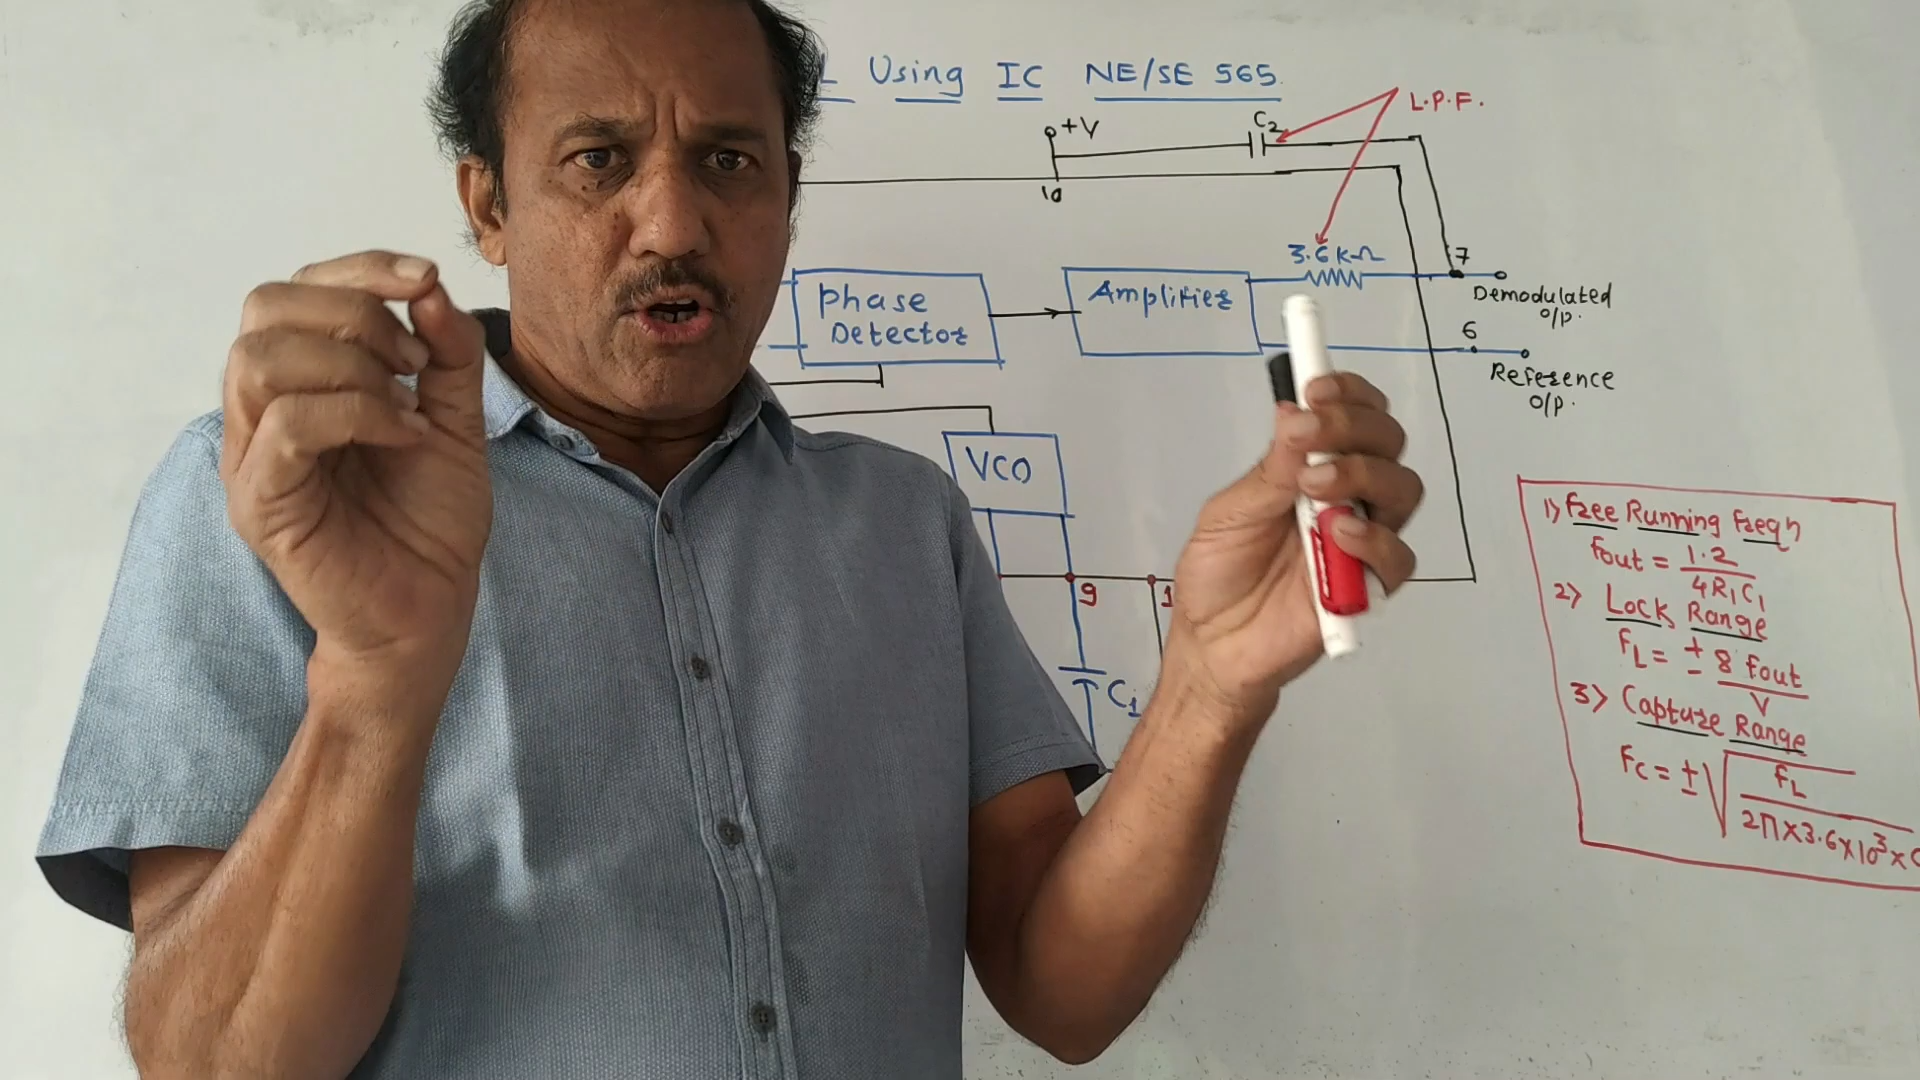 Using IC NE/SE 565.
L.P.F.
+V
C2
10
3.6kΩ
7
Phase
Detector
Amplifier
Demodulated
o/p.
6
Reference
o/p.
VCO
9
C1
1) Free Running Freqn
Fout = 1.2 / 4R1C1
2) Lock Range
FL = ± 8 Fout / V
3) Capture Range
Fc = ± √ FL / 2π×3.6×10³×C